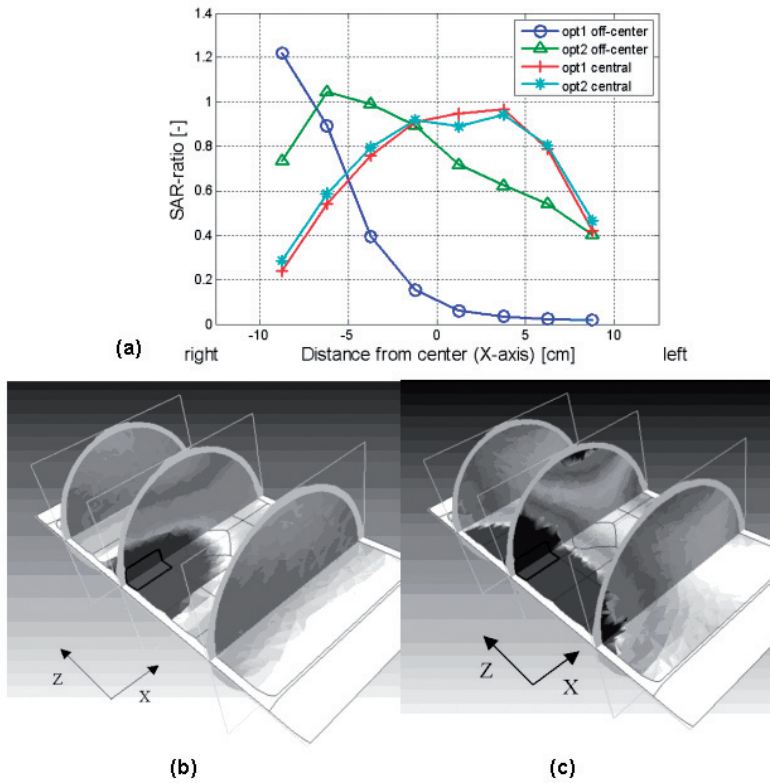 1.4
1.2
1
0.8
0.6
0.4
0.2
0
SAR-ratio [-]
opt1 off-center
opt2 off-center
opt1 central
opt2 central
-10
-5
0
5
10
(a)
right
Distance from center (X-axis) [cm]
left
Z
X
Z
X
(b)
(c)